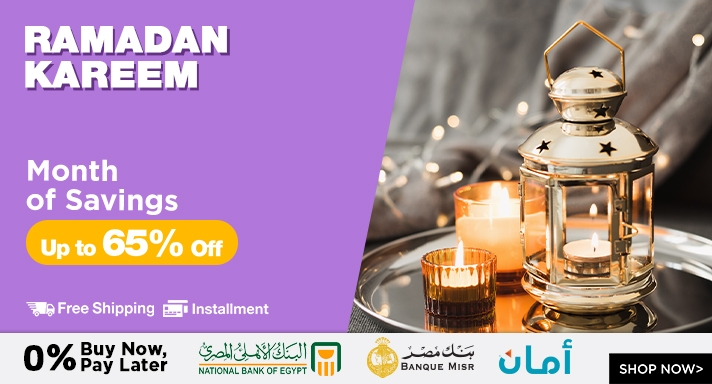 RAMADAN
KAREEM
Month
of Savings
Up to 65% Off
Free Shipping
Installment
0% Buy Now,
Pay Later
البنك الأهلي المصري
NATIONAL BANK OF EGYPT
بنك مصر
BANQUE MISR
أمان
SHOP NOW>